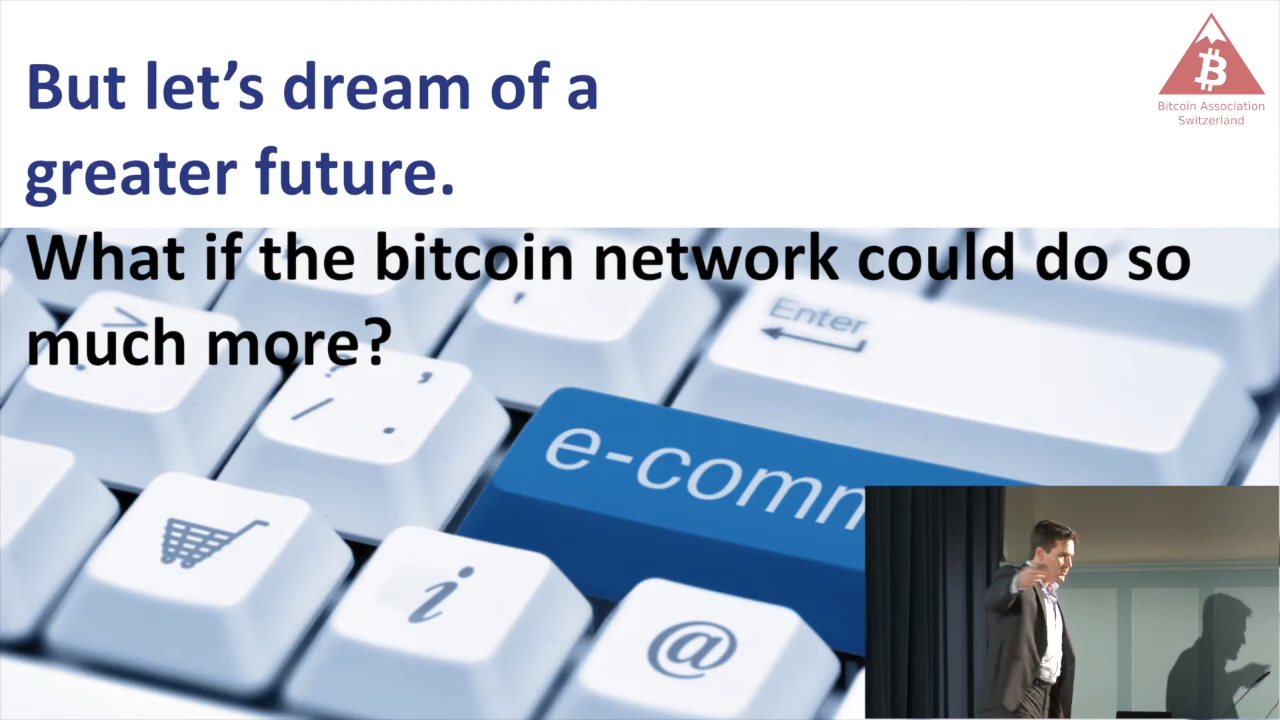 But let’s dream of a
greater future.
What if the bitcoin network could do so
much more?
Bitcoin Association
Switzerland
Enter
e-comm
i
@